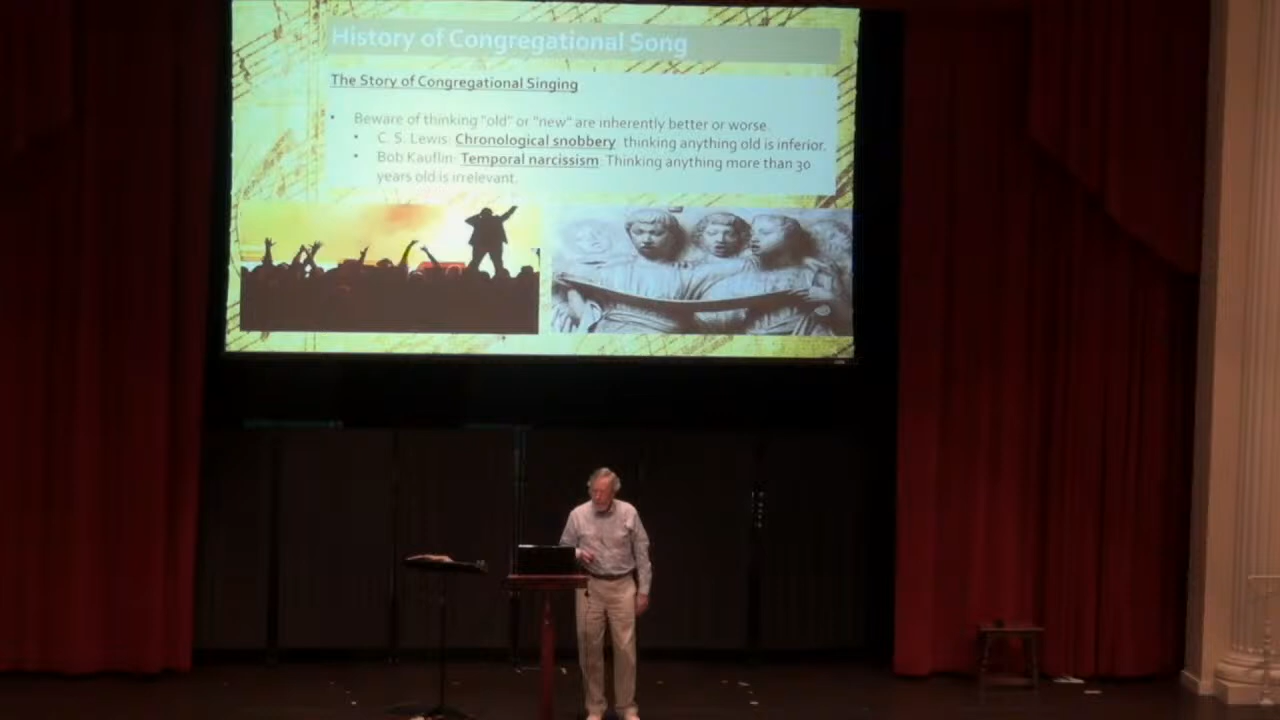 History of Congregational Song
The Story of Congregational Singing
• Beware of thinking "old" or "new" are inherently better or worse.
• C. S. Lewis: Chronological snobbery: thinking anything old is inferior.
• Bob Kauflin: Temporal narcissism: Thinking anything more than 30
years old is irrelevant.